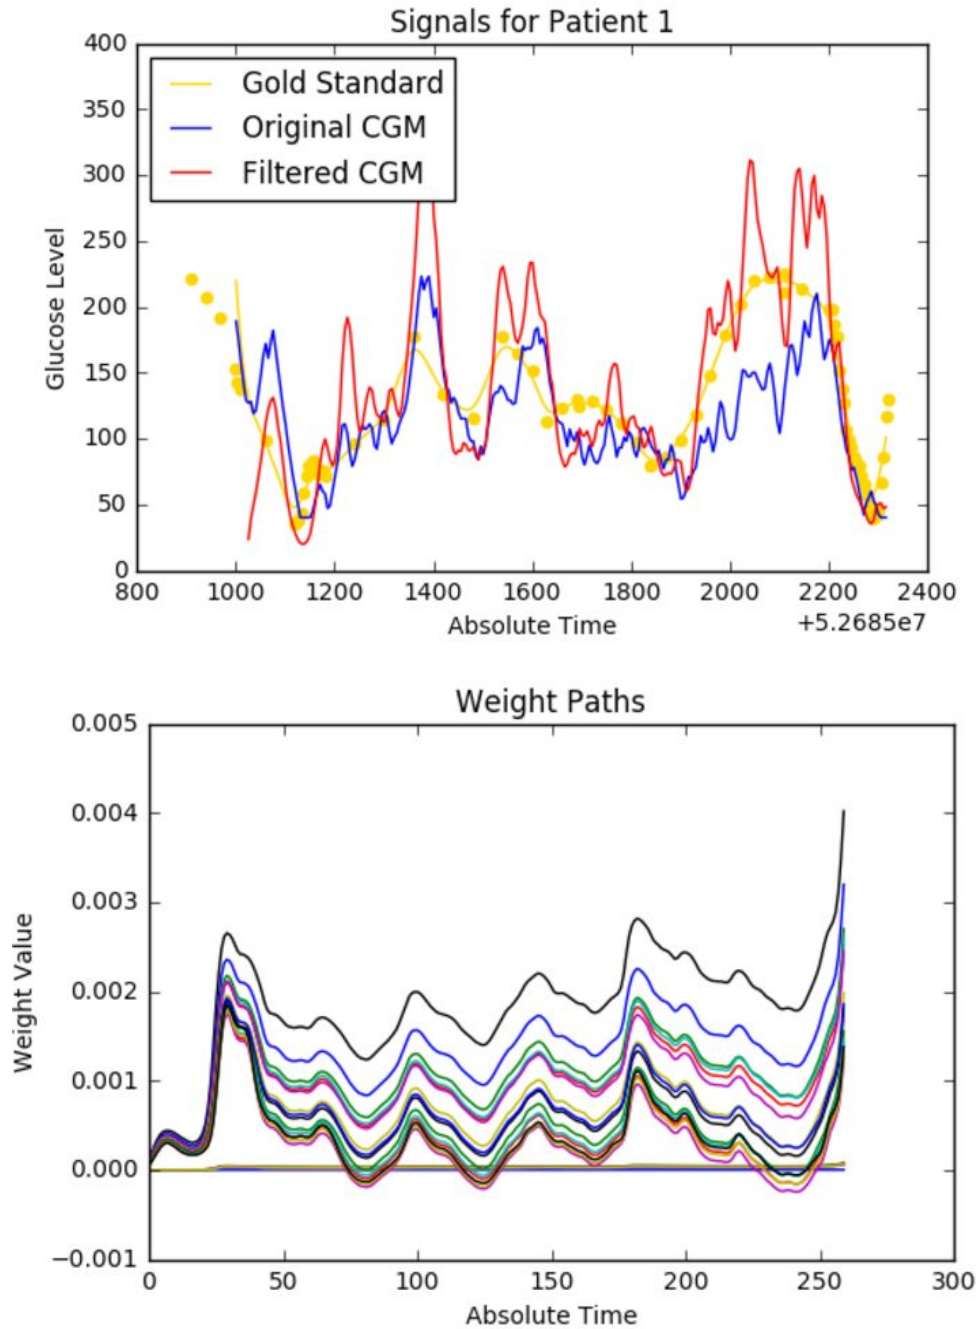 Signals for Patient 1
400
350
300
250
200
150
100
50
0
Glucose Level
Gold Standard
Original CGM
Filtered CGM
800 1000 1200 1400 1600 1800 2000 2200 2400
Absolute Time +5.2685e7
Weight Paths
0.005
0.004
0.003
0.002
0.001
0.000
−0.001
Weight Value
0 50 100 150 200 250 300
Absolute Time